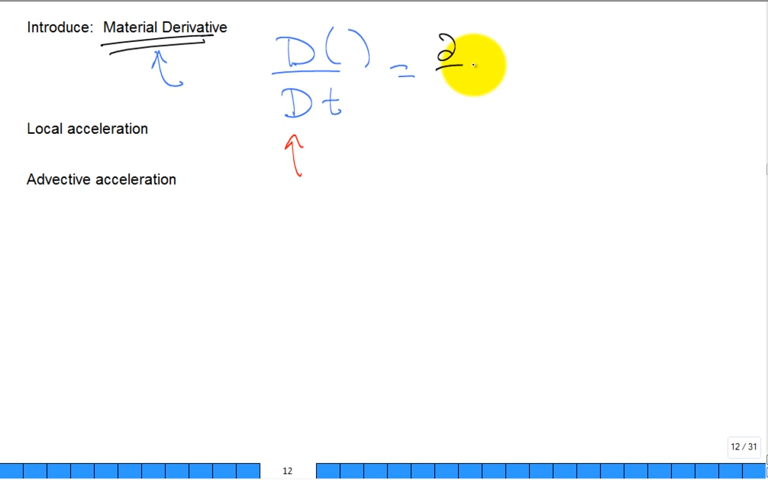 Introduce: Material Derivative
D( )
Dt
=
∂
Local acceleration
Advective acceleration
12 / 31
12